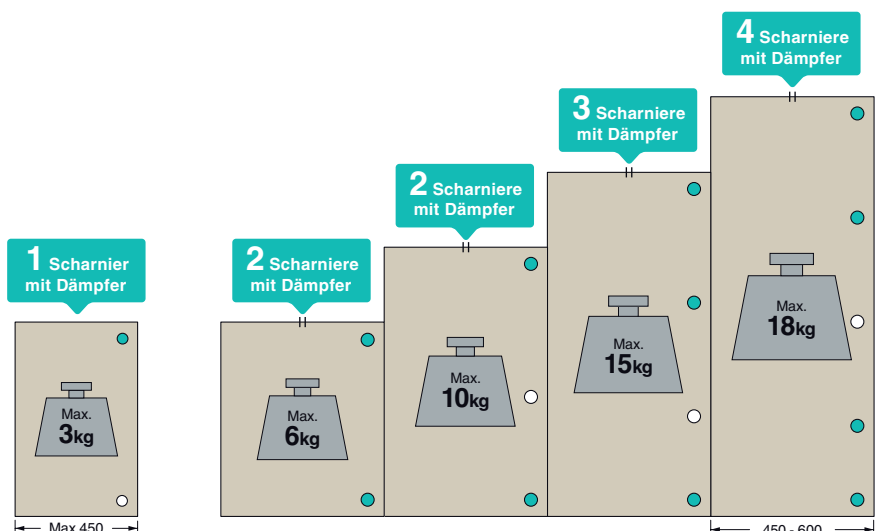 1 Scharnier
mit Dämpfer
Max.
3kg
Max 450
2 Scharniere
mit Dämpfer
Max.
6kg
2 Scharniere
mit Dämpfer
Max.
10kg
3 Scharniere
mit Dämpfer
Max.
15kg
4 Scharniere
mit Dämpfer
Max.
18kg
450 - 600